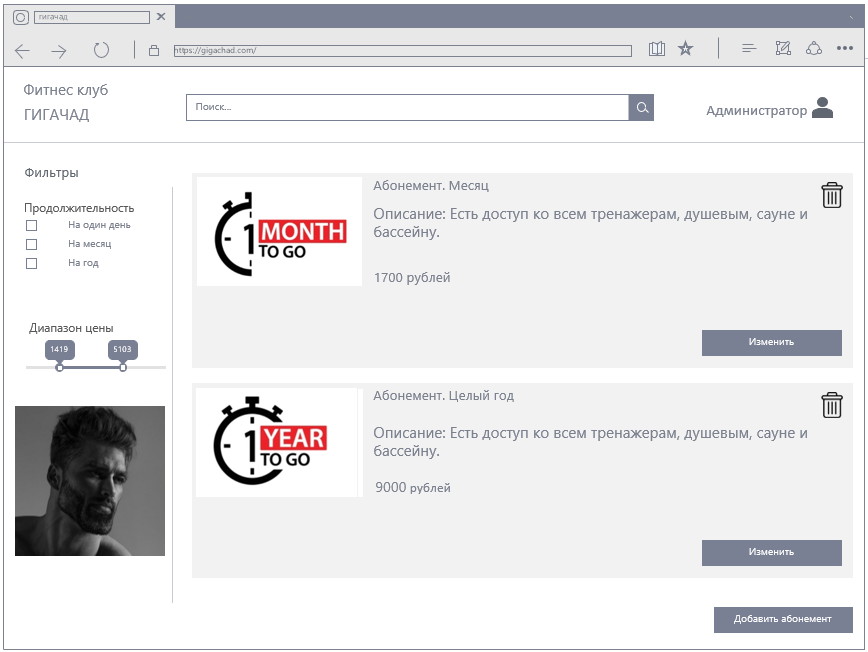 гигачад
https://gigachad.com/
Фитнес клуб
ГИГАЧАД
Поиск...
Администратор
Фильтры
Продолжительность
На один день
На месяц
На год
Диапазон цены
1419
5103
1 MONTH
TO GO
Абонемент. Месяц
Описание: Есть доступ ко всем тренажерам, душевым, сауне и
бассейну.
1700 рублей
Изменить
1 YEAR
TO GO
Абонемент. Целый год
Описание: Есть доступ ко всем тренажерам, душевым, сауне и
бассейну.
9000 рублей
Изменить
Добавить абонемент